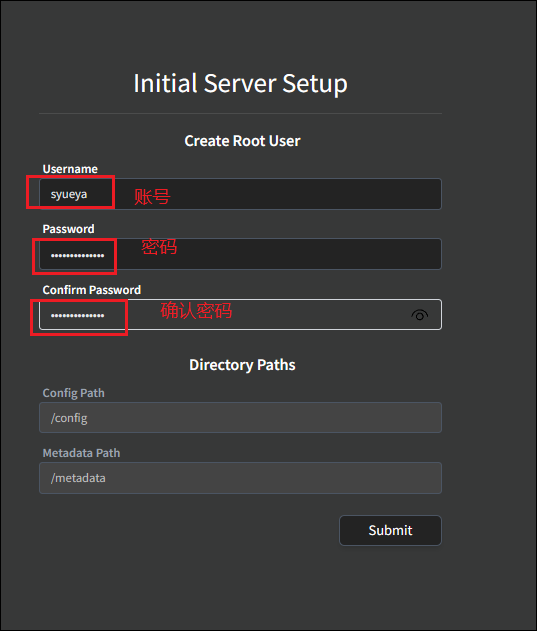 Initial Server Setup
Create Root User
Username
syueya 账号
Password
•••••••••••••• 密码
Confirm Password
•••••••••••••• 确认密码
Directory Paths
Config Path
/config
Metadata Path
/metadata
Submit